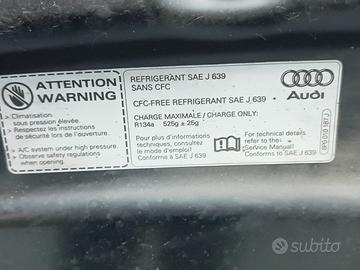 ATTENTION
WARNING
> Climatisation
sous pression élevée.
> Respectez les instructions
de sécurité lors de l'ouverture.
> A/C system under high pressure.
> Observe safety regulations
when opening.
REFRIGERANT SAE J 639
SANS CFC
CFC-FREE REFRIGERANT SAE J 639
CHARGE MAXIMALE / CHARGE ONLY:
R134a 525g ± 25g
Pour plus d'informations
techniques, consultez
le mode d'emploi!
Conforme à SAE J 639
Audi
For technical details
refer to the
Service Manual!
Conforms to SAE J 639
subito